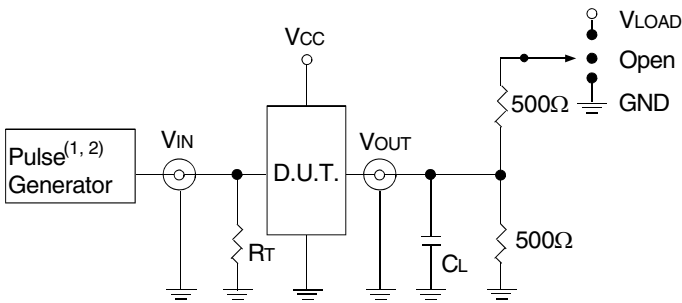 VLOAD
VCC
Open
500Ω
GND
Pulse(1, 2)
Generator
VIN
VOUT
D.U.T.
RT
CL
500Ω